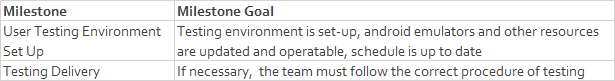 Milestone Milestone Goal
User Testing Environment Testing environment is set-up, android emulators and other resources
Set Up are updated and operatable, schedule is up to date
Testing Delivery If necessary,  the team must follow the correct procedure of testing